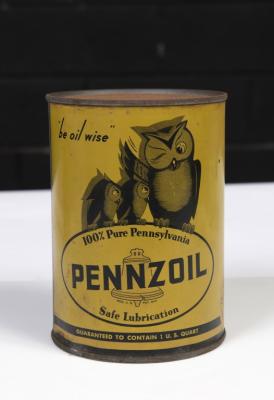 "be oil wise"
100% Pure Pennsylvania
PENNZOIL
Safe Lubrication
GUARANTEED TO CONTAIN 1 U.S. QUART